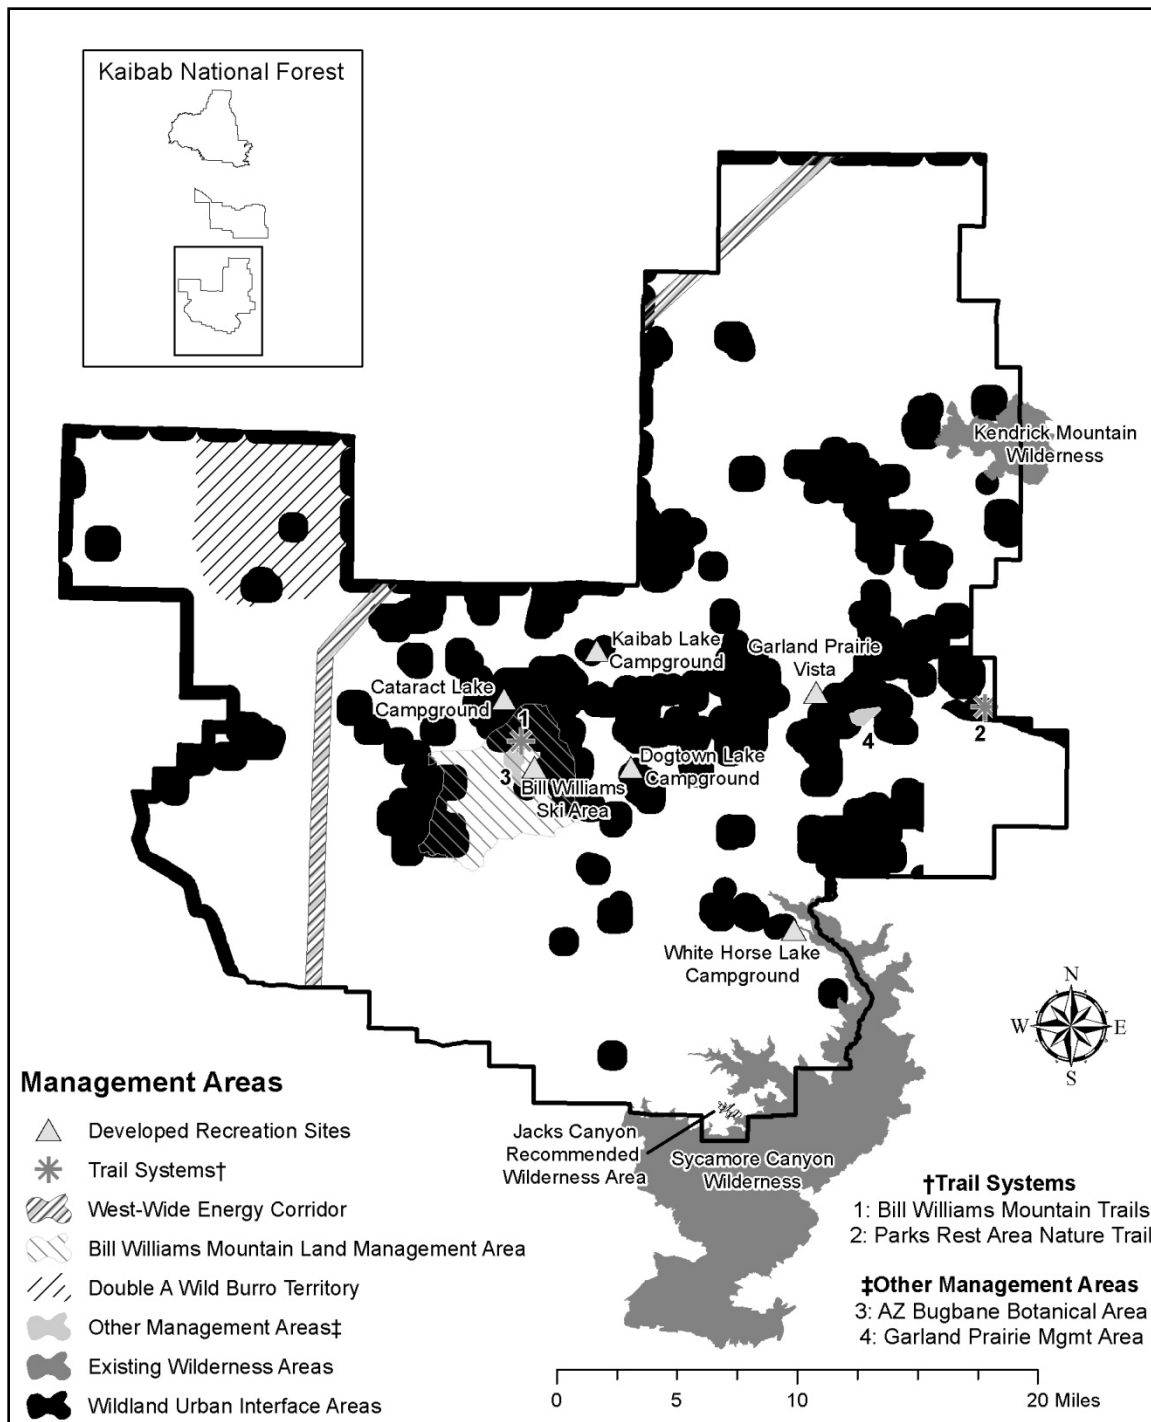 Kaibab National Forest
Kendrick Mountain
Wilderness
Kaibab Lake
Campground
Garland Prairie
Vista
Cataract Lake
Campground
1
2
4
Dogtown Lake
Campground
3
Bill Williams
Ski Area
White Horse Lake
Campground
N
W
E
S
Jacks Canyon
Recommended
Wilderness Area
Sycamore Canyon
Wilderness
Management Areas
Developed Recreation Sites
Trail Systems†
West-Wide Energy Corridor
Bill Williams Mountain Land Management Area
Double A Wild Burro Territory
Other Management Areas‡
Existing Wilderness Areas
Wildland Urban Interface Areas
†Trail Systems
1: Bill Williams Mountain Trails
2: Parks Rest Area Nature Trail
‡Other Management Areas
3: AZ Bugbane Botanical Area
4: Garland Prairie Mgmt Area
0 5 10 20 Miles